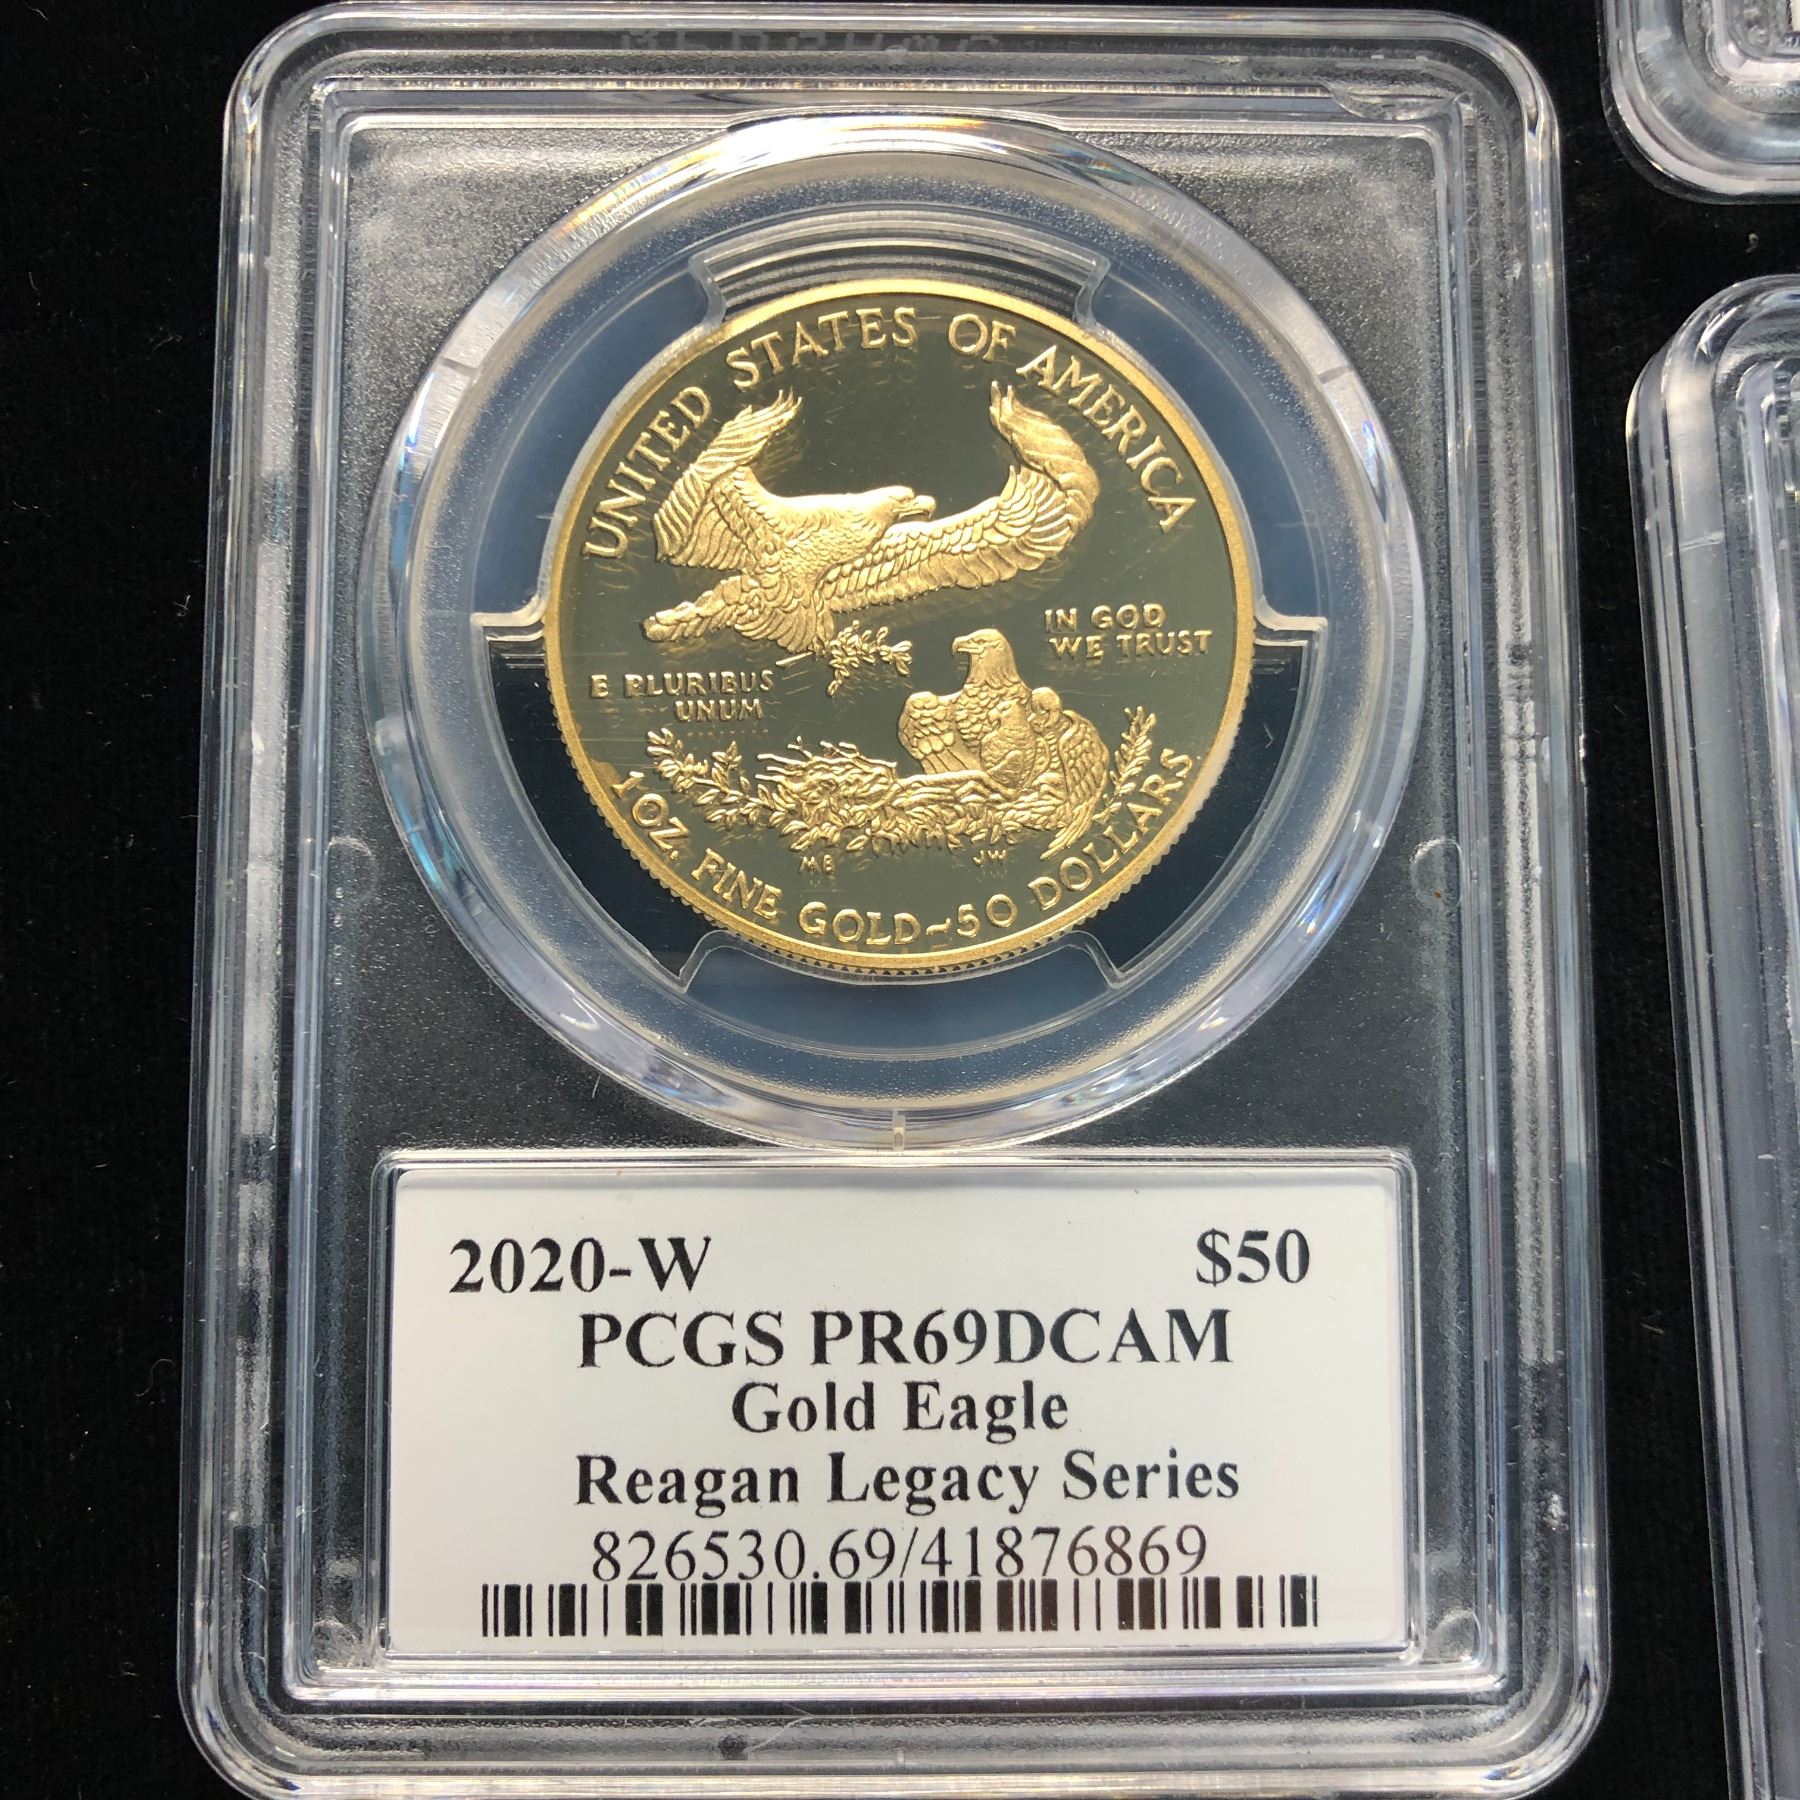 UNITED STATES OF AMERICA
IN GOD
WE TRUST
E PLURIBUS
UNUM
MB JW
1 OZ. FINE GOLD~50 DOLLARS
2020-W $50
PCGS PR69DCAM
Gold Eagle
Reagan Legacy Series
826530.69/41876869